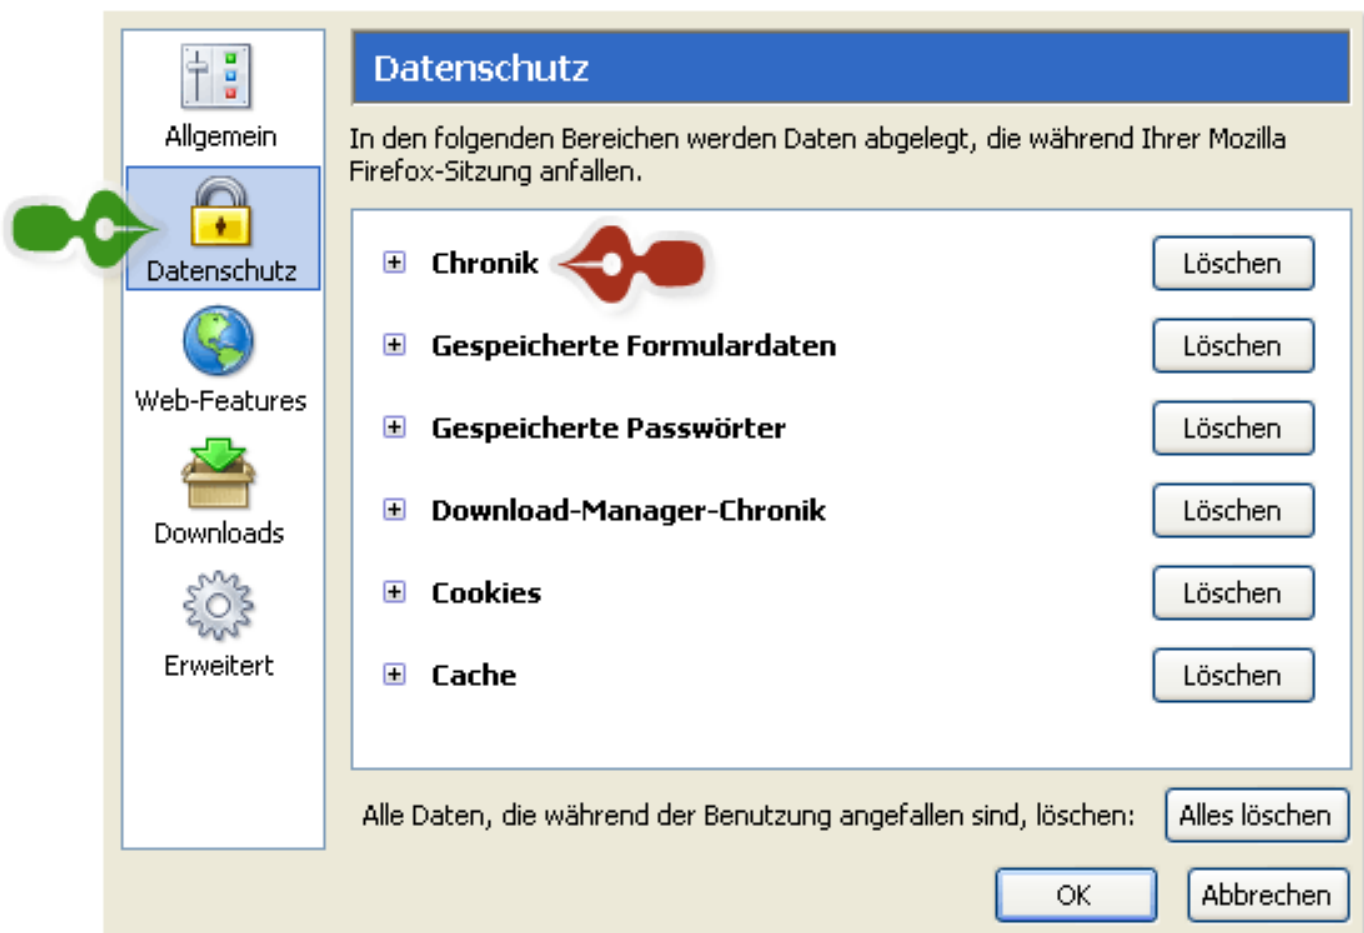 Allgemein
Datenschutz
Web-Features
Downloads
Erweitert
Datenschutz
In den folgenden Bereichen werden Daten abgelegt, die während Ihrer Mozilla
Firefox-Sitzung anfallen.
Chronik Löschen
Gespeicherte Formulardaten Löschen
Gespeicherte Passwörter Löschen
Download-Manager-Chronik Löschen
Cookies Löschen
Cache Löschen
Alle Daten, die während der Benutzung angefallen sind, löschen: Alles löschen
OK Abbrechen